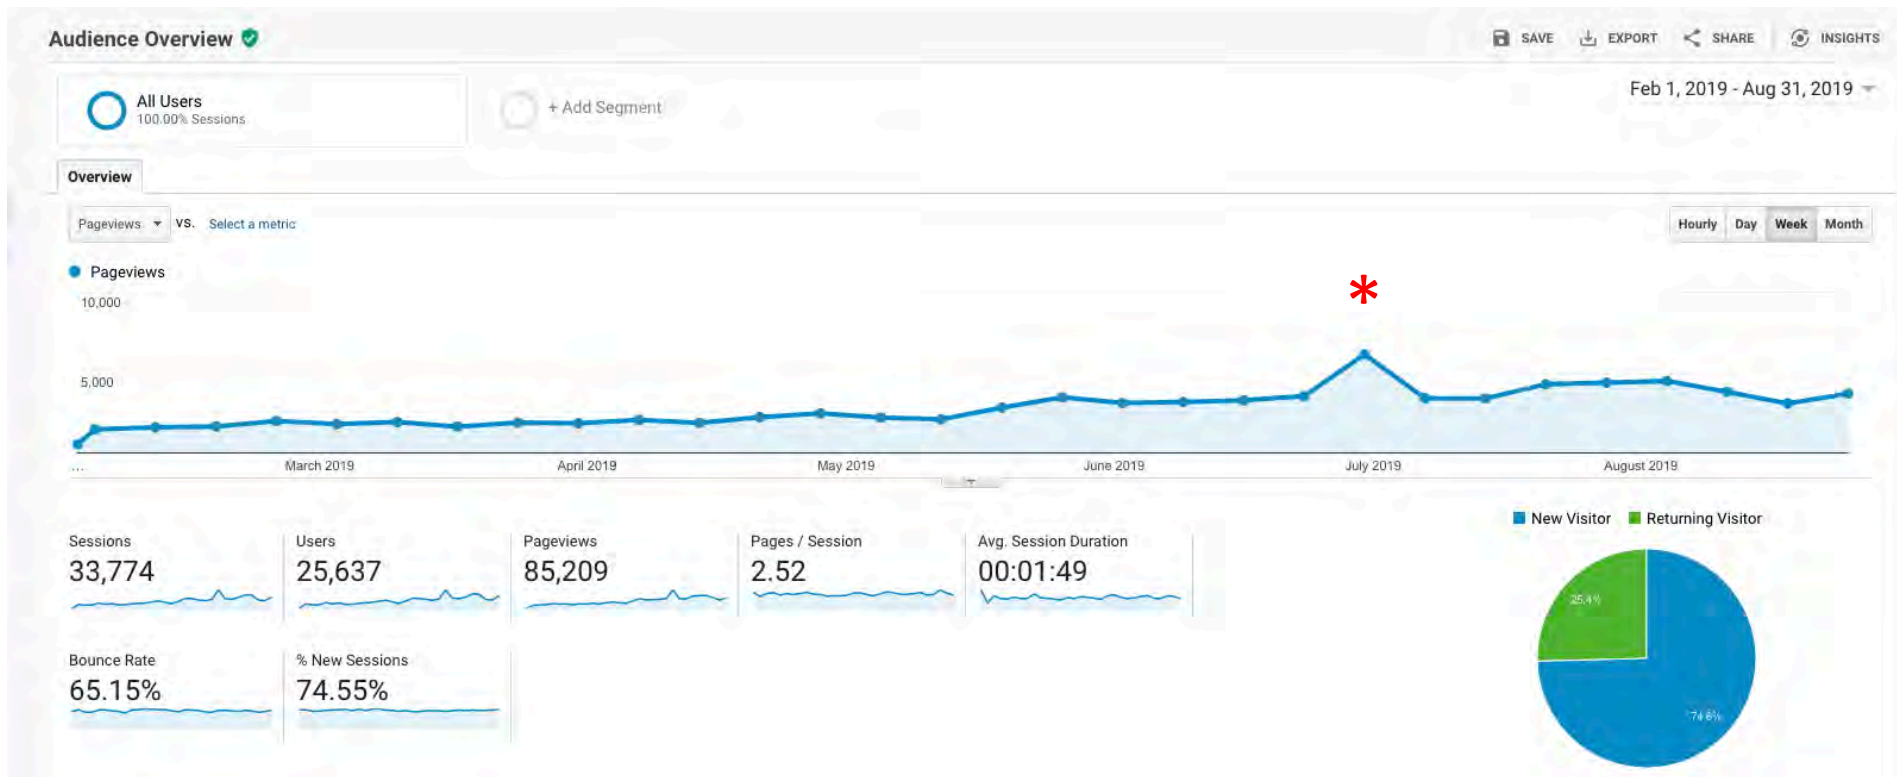 Audience Overview
SAVE EXPORT SHARE INSIGHTS
All Users
100.00% Sessions
+ Add Segment
Feb 1, 2019 - Aug 31, 2019
Overview
Pageviews VS. Select a metric
Hourly Day Week Month
Pageviews
*
10,000
5,000
... March 2019 April 2019 May 2019 June 2019 July 2019 August 2019
New Visitor Returning Visitor
Sessions Users Pageviews Pages / Session Avg. Session Duration
33,774 25,637 85,209 2.52 00:01:49
25.4%
Bounce Rate % New Sessions
65.15% 74.55%
74.6%